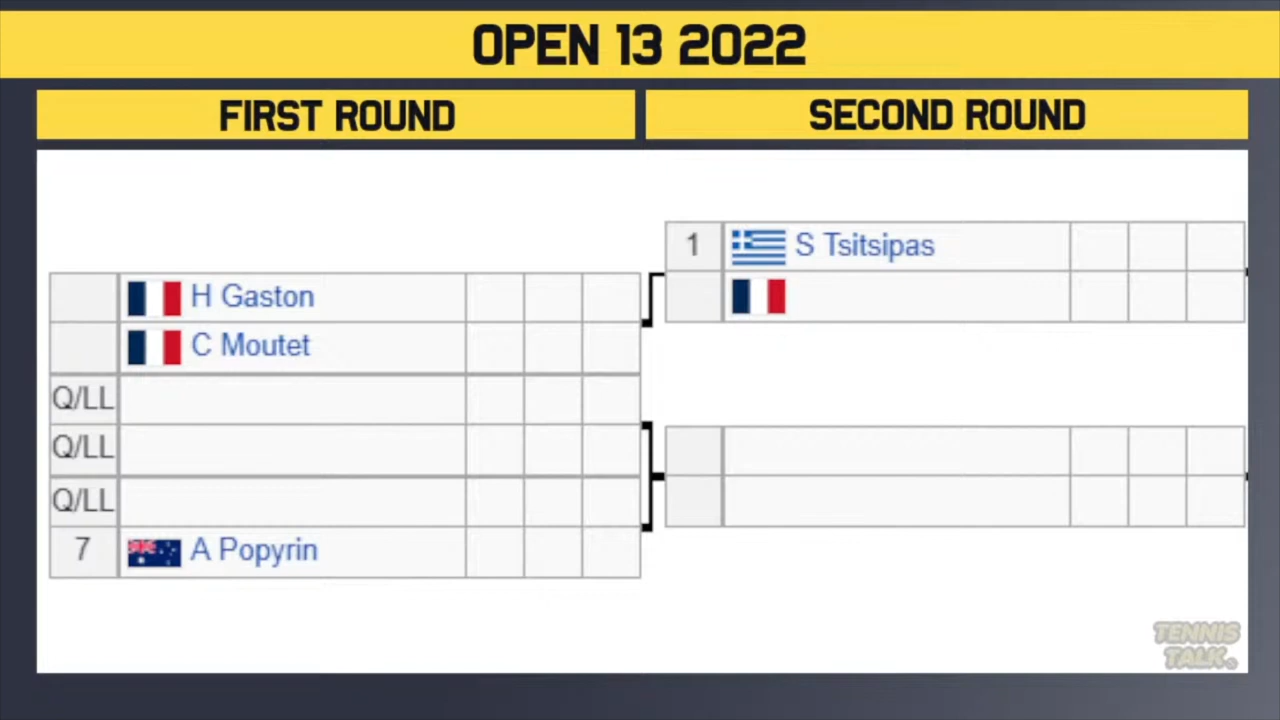 OPEN 13 2022
FIRST ROUND
SECOND ROUND
1 S Tsitsipas
H Gaston
C Moutet
Q/LL
Q/LL
Q/LL
7 A Popyrin
TENNIS
TALK